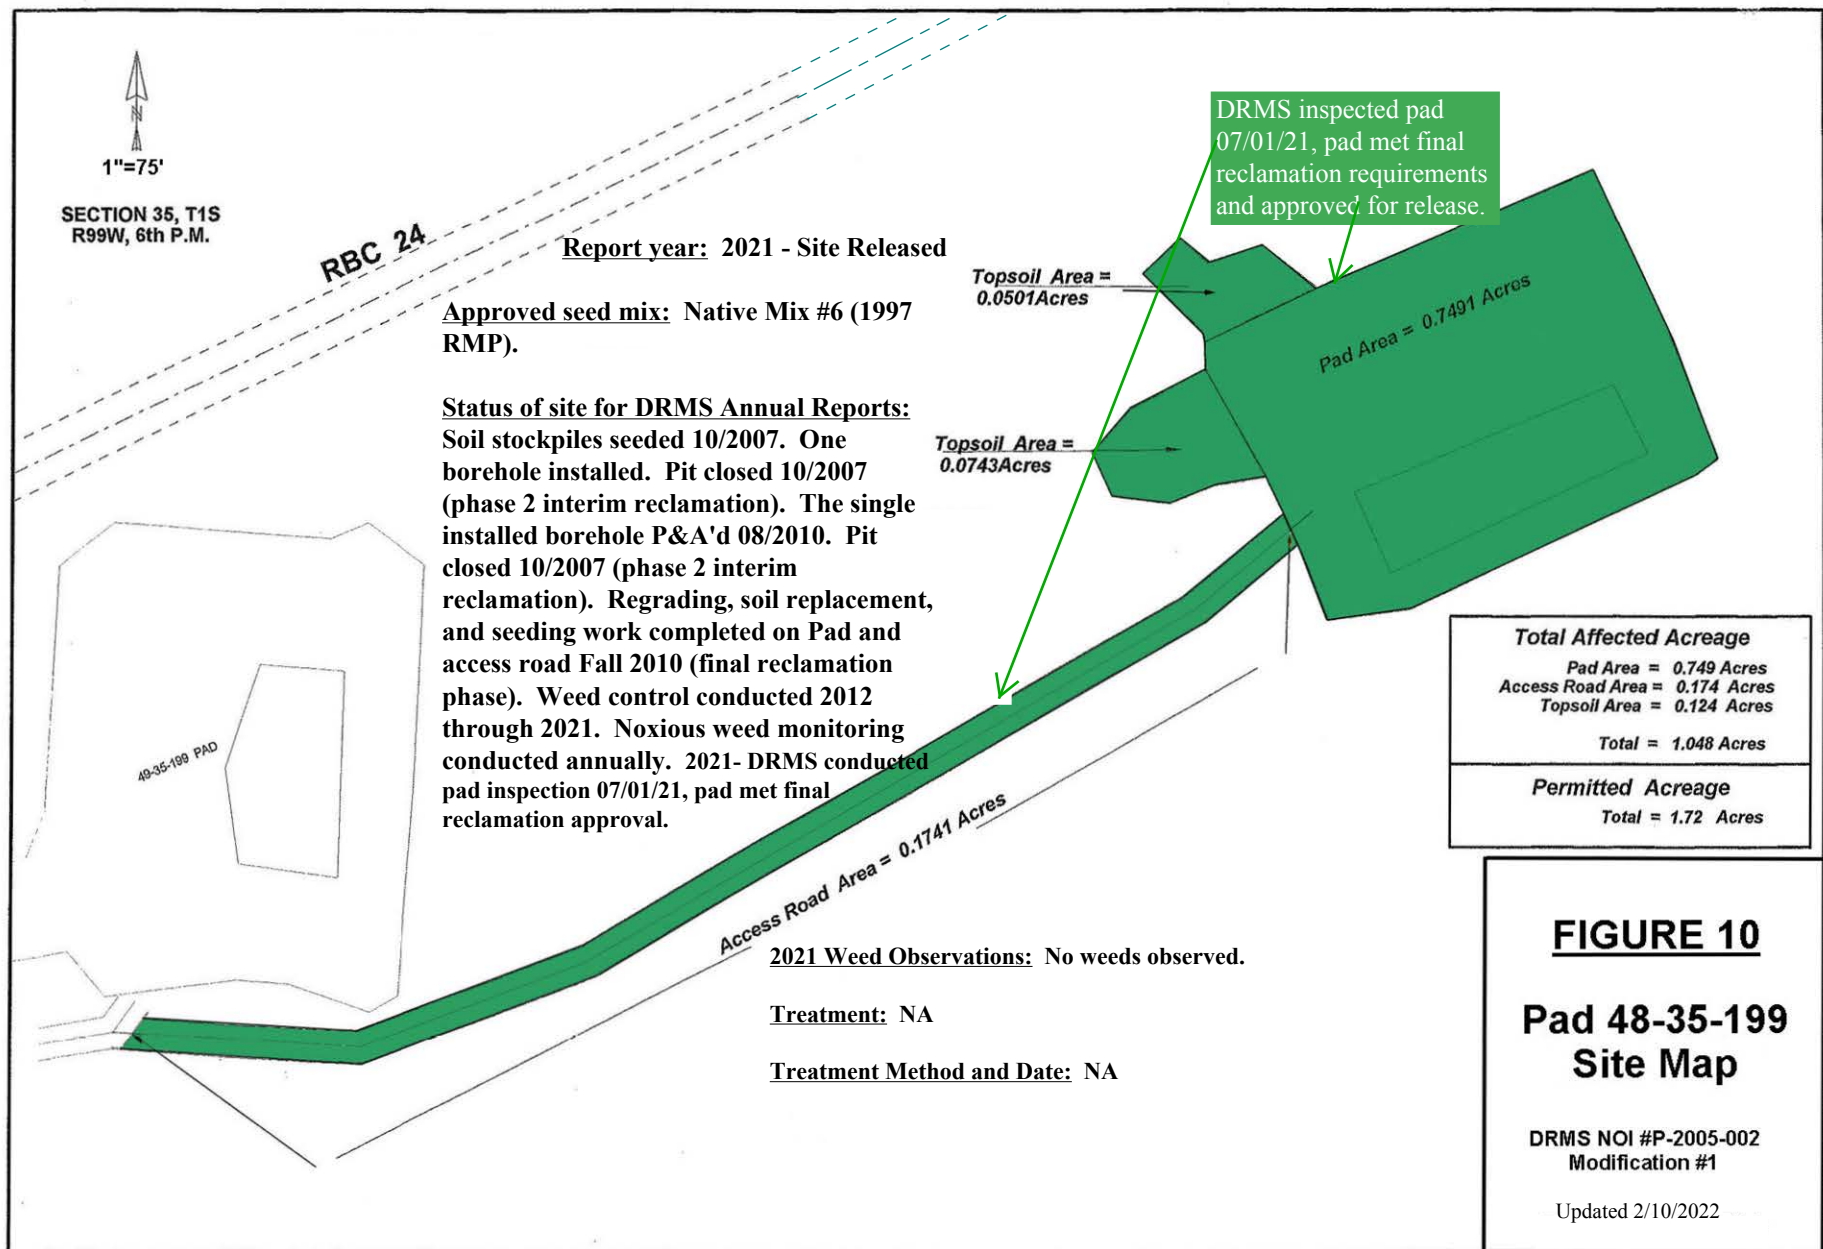 N
1"=75'
SECTION 35, T1S
R99W, 6th P.M.
RBC 24
DRMS inspected pad
07/01/21, pad met final
reclamation requirements
and approved for release.
Report year: 2021 - Site Released
Approved seed mix: Native Mix #6 (1997
RMP).
Status of site for DRMS Annual Reports:
Soil stockpiles seeded 10/2007. One
borehole installed. Pit closed 10/2007
(phase 2 interim reclamation). The single
installed borehole P&A'd 08/2010. Pit
closed 10/2007 (phase 2 interim
reclamation). Regrading, soil replacement,
and seeding work completed on Pad and
access road Fall 2010 (final reclamation
phase). Weed control conducted 2012
through 2021. Noxious weed monitoring
conducted annually. 2021- DRMS conducted
pad inspection 07/01/21, pad met final
reclamation approval.
Topsoil Area =
0.0501Acres
Topsoil Area =
0.0743Acres
Pad Area = 0.7491 Acres
49-35-199 PAD
Access Road Area = 0.1741 Acres
2021 Weed Observations: No weeds observed.
Treatment: NA
Treatment Method and Date: NA
Total Affected Acreage
Pad Area = 0.749 Acres
Access Road Area = 0.174 Acres
Topsoil Area = 0.124 Acres
Total = 1.048 Acres
Permitted Acreage
Total = 1.72 Acres
FIGURE 10
Pad 48-35-199
Site Map
DRMS NOI #P-2005-002
Modification #1
Updated 2/10/2022